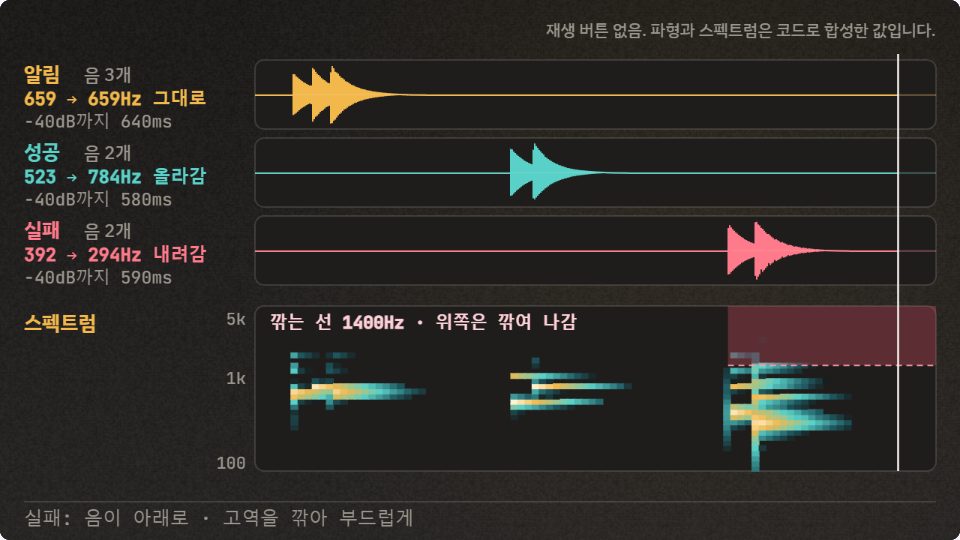 재생 버튼 없음. 파형과 스펙트럼은 코드로 합성한 값입니다.
알림 음 3개
659 → 659Hz 그대로
-40dB까지 640ms
성공 음 2개
523 → 784Hz 올라감
-40dB까지 580ms
실패 음 2개
392 → 294Hz 내려감
-40dB까지 590ms
스펙트럼
깎는 선 1400Hz · 위쪽은 깎여 나감
5k
1k
100
실패: 음이 아래로 · 고역을 깎아 부드럽게